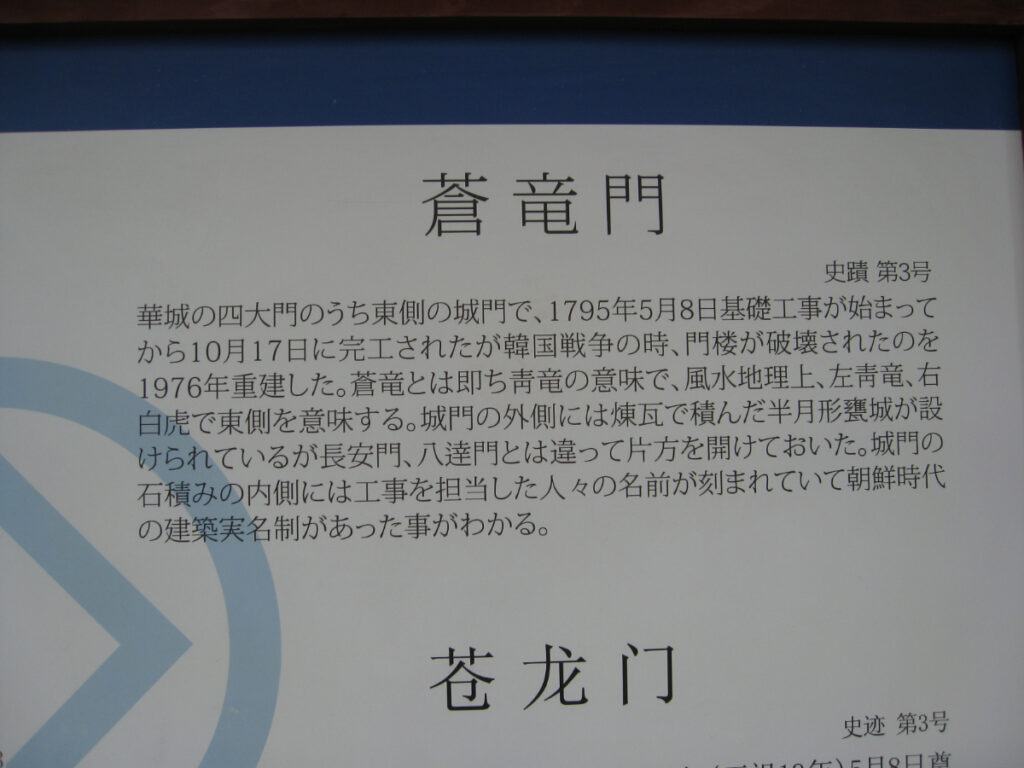 蒼竜門
史蹟 第3号
華城の四大門のうち東側の城門で、1795年5月8日基礎工事が始まって
から10月17日に完工されたが韓国戦争の時、門楼が破壊されたのを
1976年重建した。蒼竜とは即ち靑竜の意味で、風水地理上、左靑竜、右
白虎で東側を意味する。城門の外側には煉瓦で積んだ半月形甕城が設
けられているが長安門、八達門とは違って片方を開けておいた。城門の
石積みの内側には工事を担当した人々の名前が刻まれていて朝鮮時代
の建築実名制があった事がわかる。
苍龙门
史迹 第3号
年)5月8日